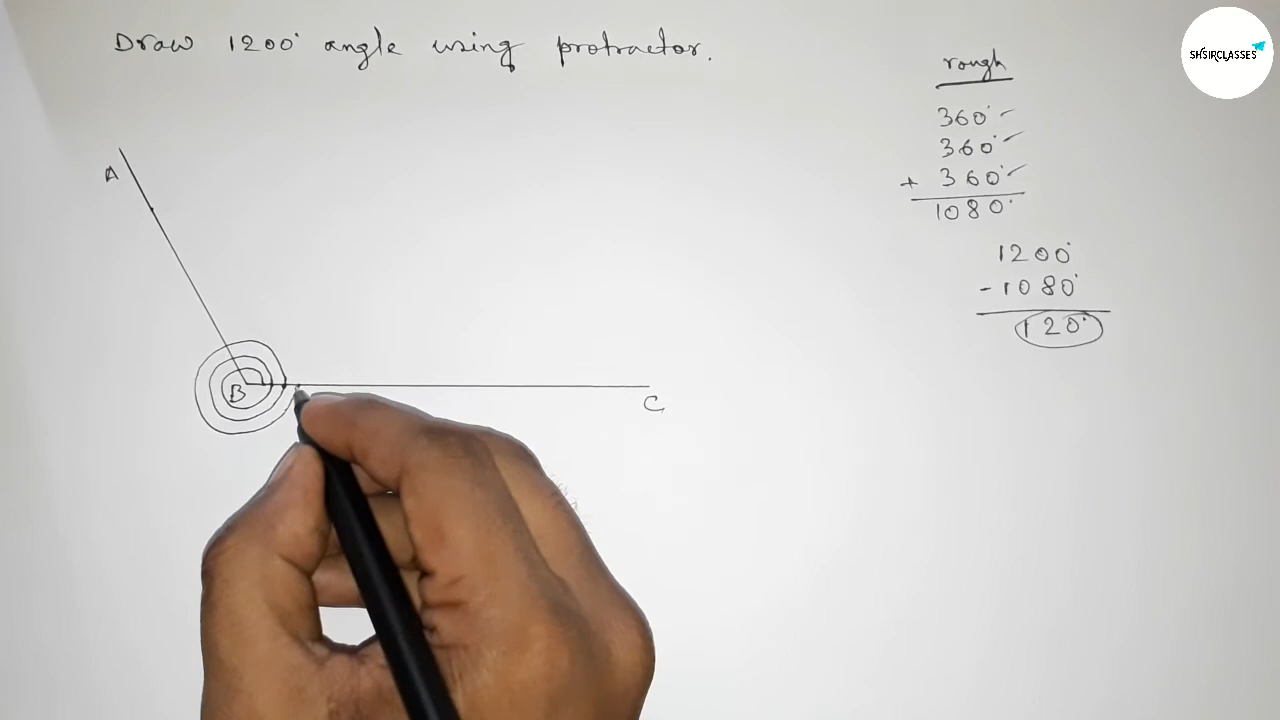 Draw 1200° angle using protractor.
SHSIRCLASSES
rough
360°
360°
+ 360°
1080°
1200°
-1080°
120°
A
B
C